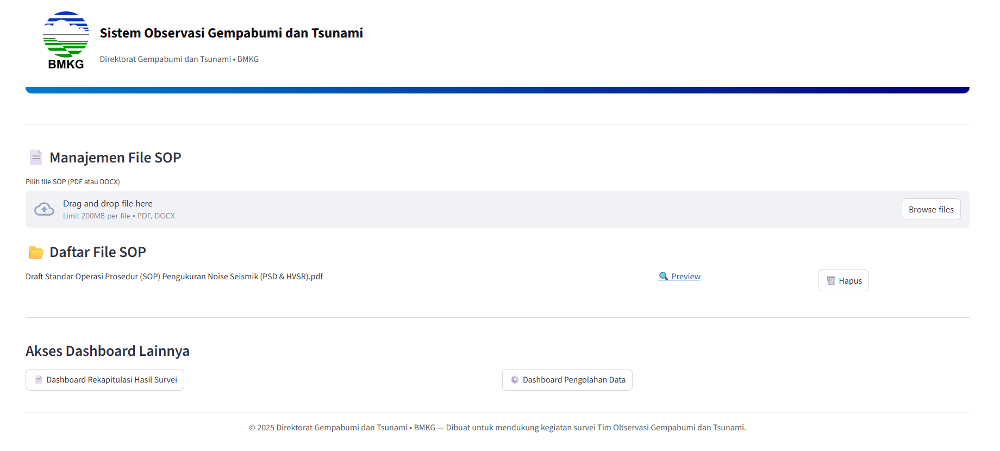 BMKG
Sistem Observasi Gempabumi dan Tsunami
Direktorat Gempabumi dan Tsunami • BMKG
Manajemen File SOP
Pilih file SOP (PDF atau DOCX)
Drag and drop file here
Limit 200MB per file • PDF, DOCX
Browse files
Daftar File SOP
Draft Standar Operasi Prosedur (SOP) Pengukuran Noise Seismik (PSD & HVSR).pdf
Preview
Hapus
Akses Dashboard Lainnya
Dashboard Rekapitulasi Hasil Survei
Dashboard Pengolahan Data
© 2025 Direktorat Gempabumi dan Tsunami • BMKG — Dibuat untuk mendukung kegiatan survei Tim Observasi Gempabumi dan Tsunami.